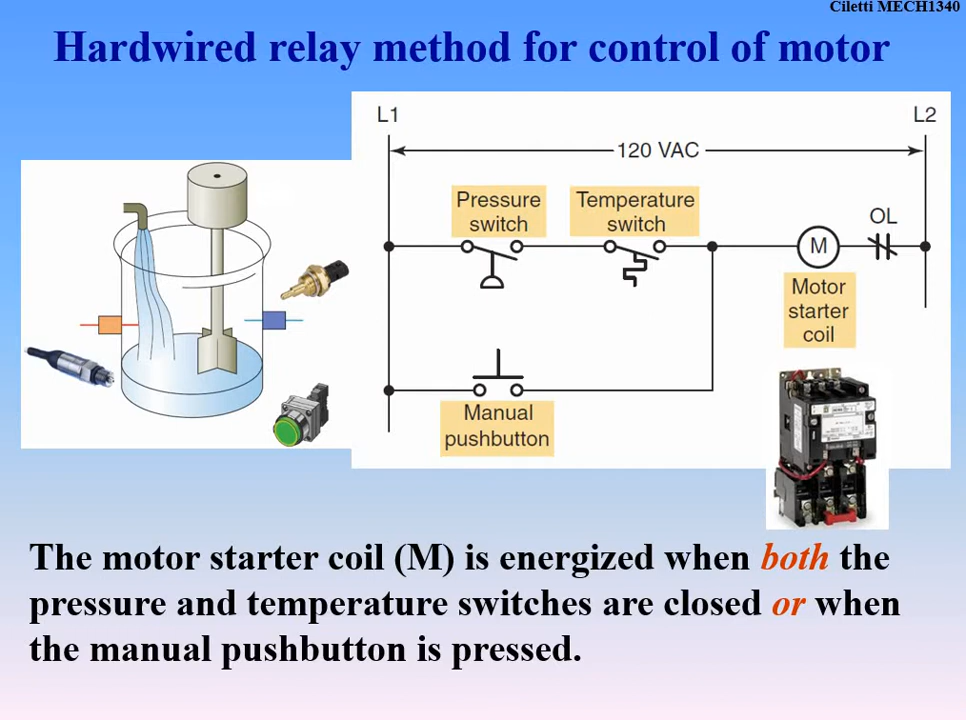 Ciletti MECH1340
Hardwired relay method for control of motor
L1
L2
120 VAC
Pressure
switch
Temperature
switch
OL
M
Motor
starter
coil
Manual
pushbutton
The motor starter coil (M) is energized when both the
pressure and temperature switches are closed or when
the manual pushbutton is pressed.